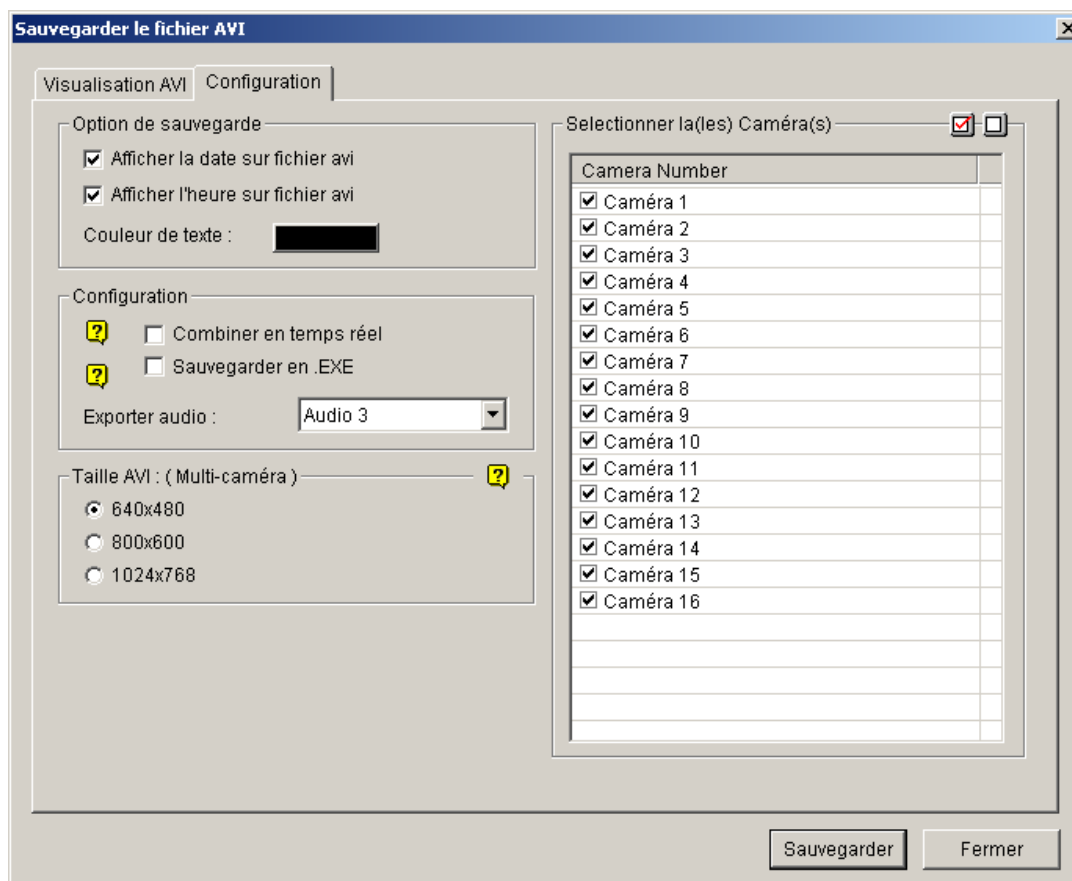 Sauvegarder le fichier AVI
Visualisation AVI
Configuration
Option de sauvegarde
Afficher la date sur fichier avi
Afficher l'heure sur fichier avi
Couleur de texte :
Configuration
? Combiner en temps réel
? Sauvegarder en .EXE
Exporter audio : Audio 3
Taille AVI : ( Multi-caméra ) ?
640x480
800x600
1024x768
Selectionner la(les) Caméra(s)
Camera Number
Caméra 1
Caméra 2
Caméra 3
Caméra 4
Caméra 5
Caméra 6
Caméra 7
Caméra 8
Caméra 9
Caméra 10
Caméra 11
Caméra 12
Caméra 13
Caméra 14
Caméra 15
Caméra 16
Sauvegarder
Fermer